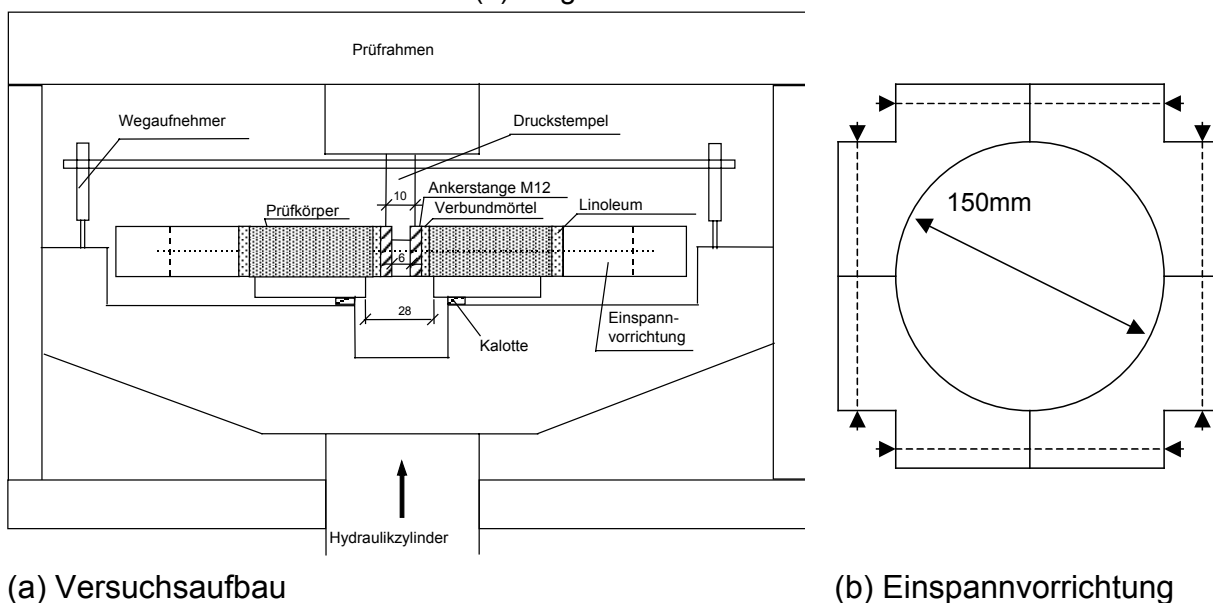 Prüfrahmen
Wegaufnehmer
Druckstempel
10
Ankerstange M12
Prüfkörper
Verbundmörtel
Linoleum
6
28
Einspann-
vorrichtung
Kalotte
Hydraulikzylinder
150mm
(a) Versuchsaufbau
(b) Einspannvorrichtung